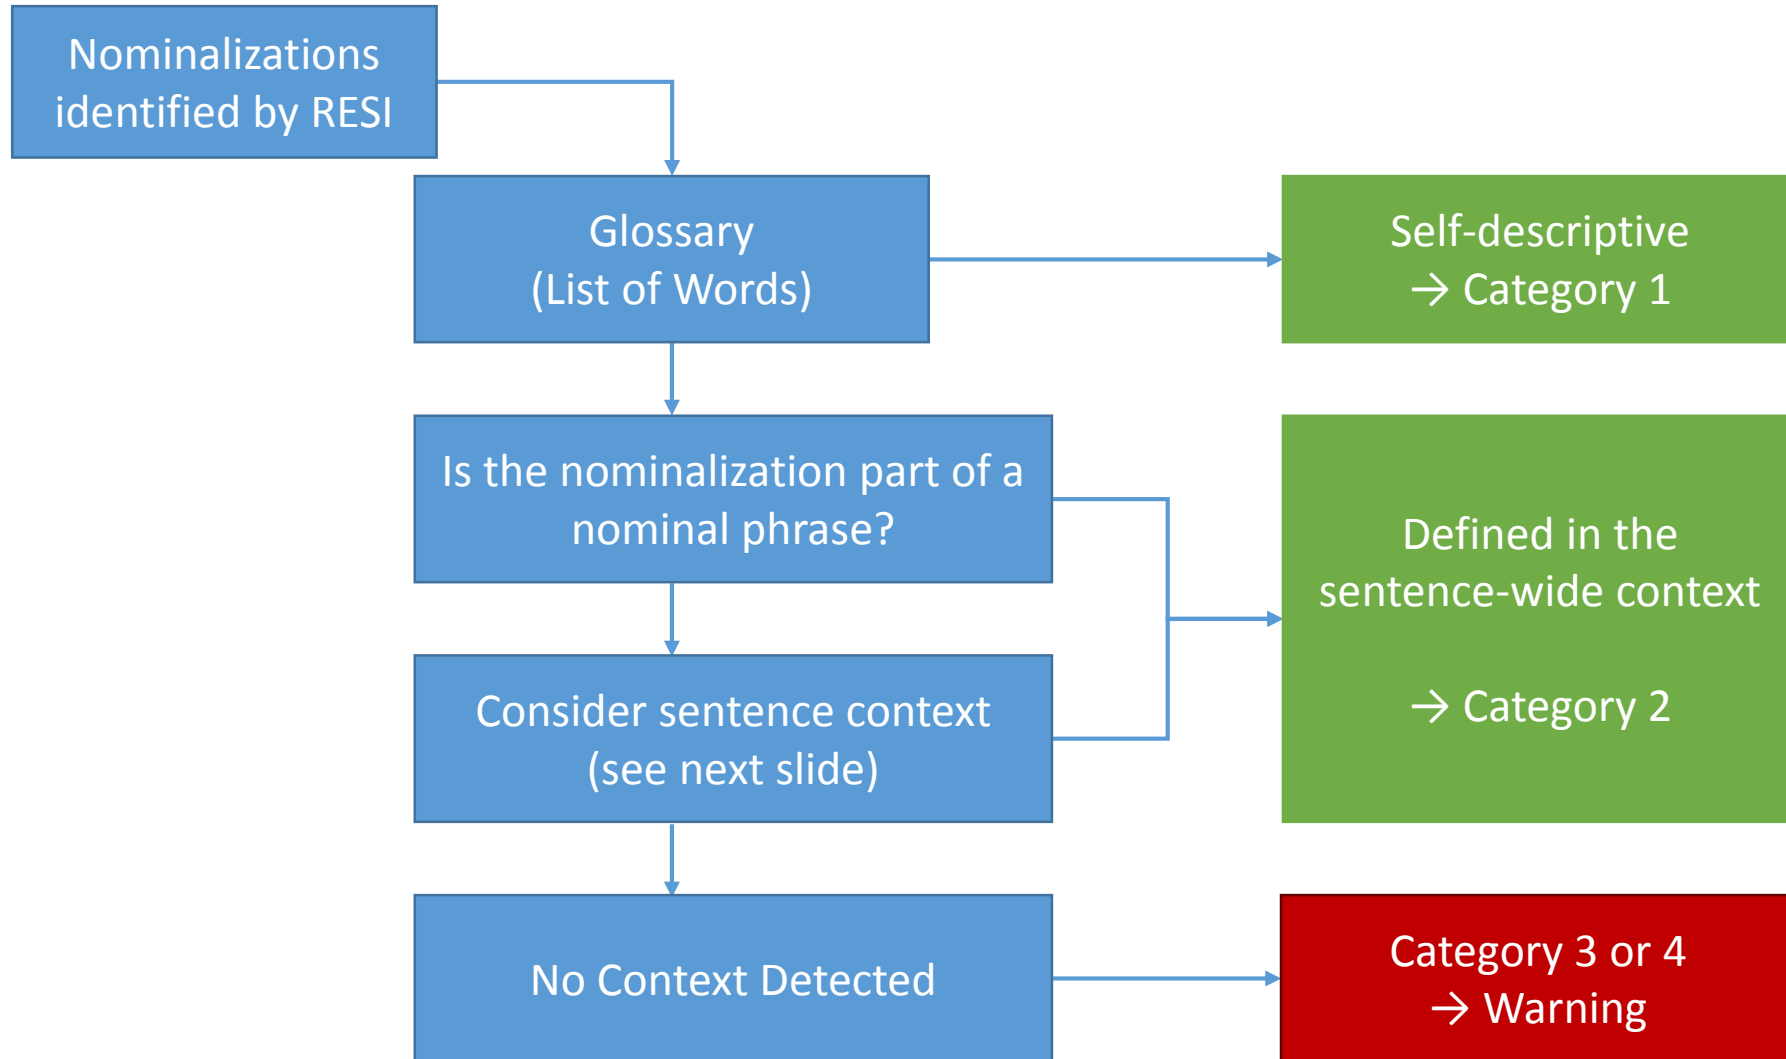 Nominalizations
identified by RESI
Glossary
(List of Words)
Self-descriptive
→ Category 1
Is the nominalization part of a
nominal phrase?
Defined in the
sentence-wide context
→ Category 2
Consider sentence context
(see next slide)
No Context Detected
Category 3 or 4
→ Warning